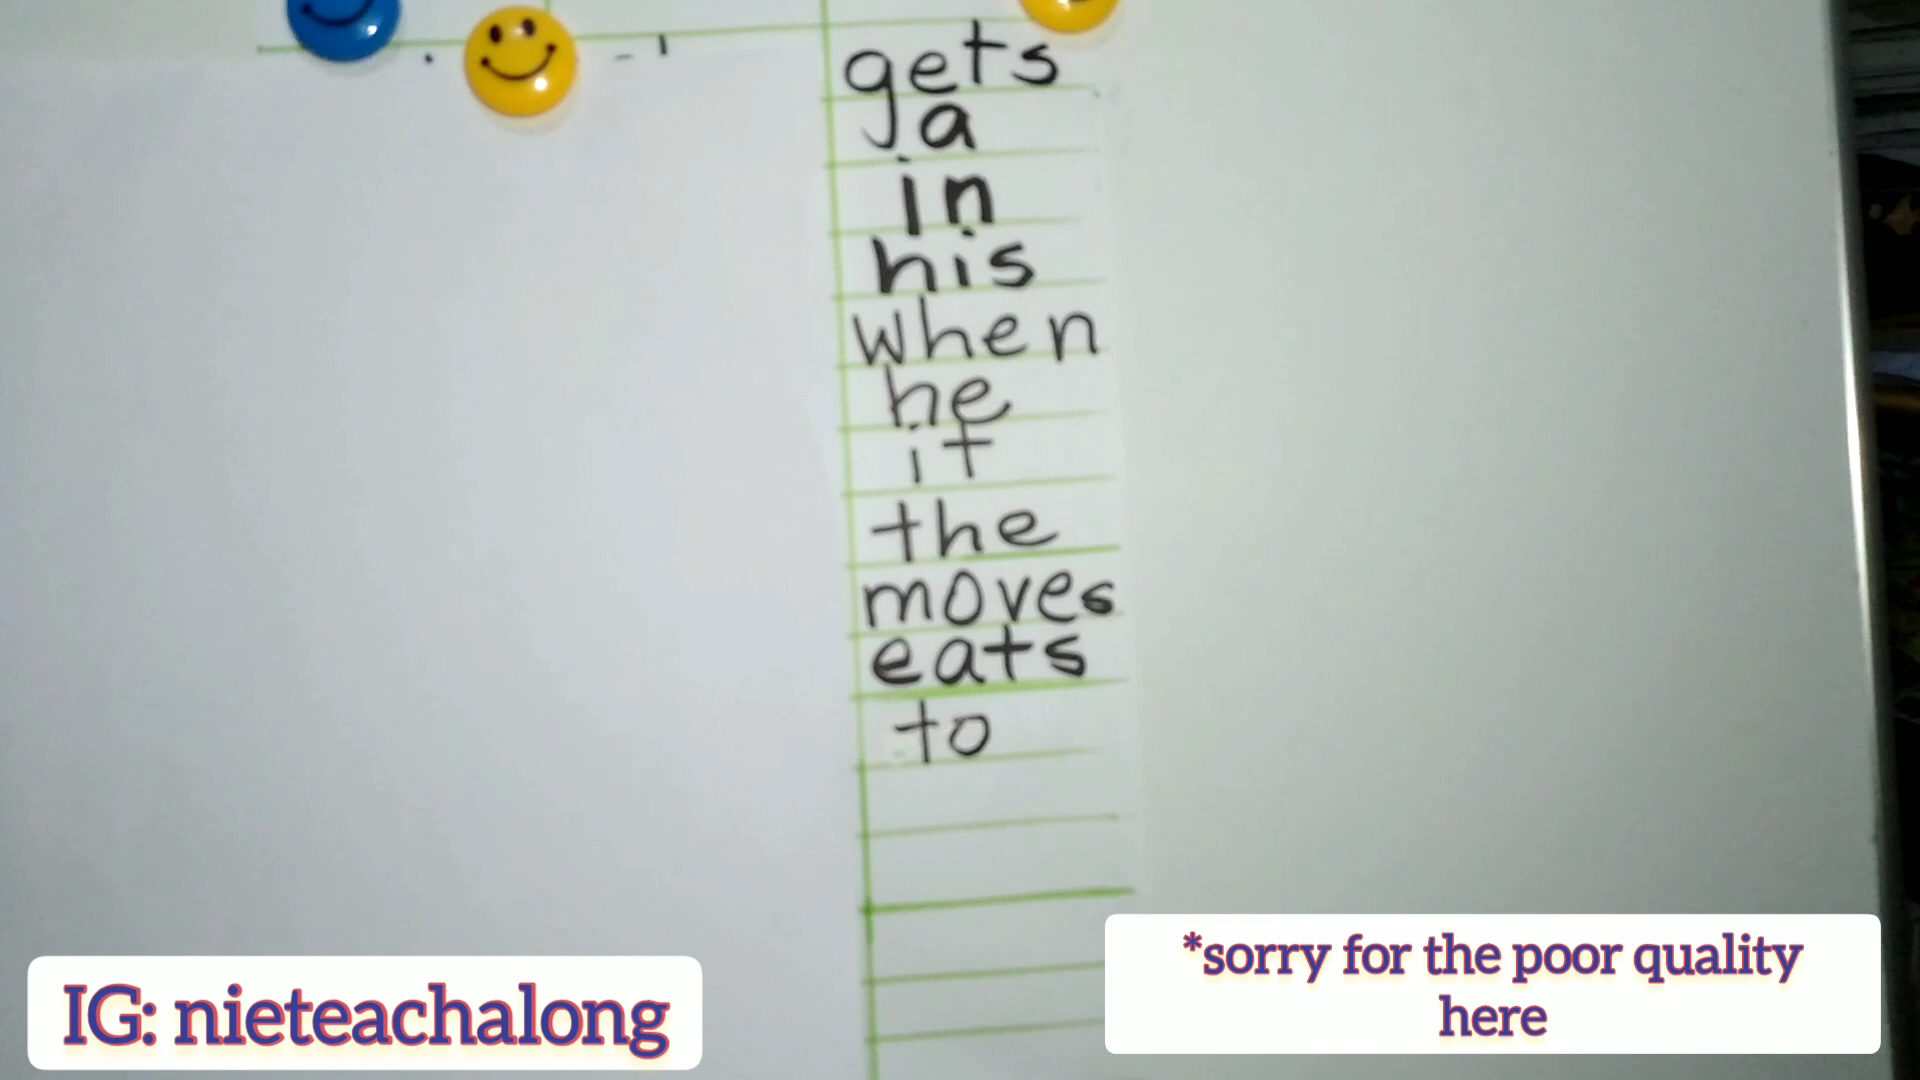 gets
a
in
his
when
he
it
the
moves
eats
to
IG: nieteachalong
*sorry for the poor quality
here